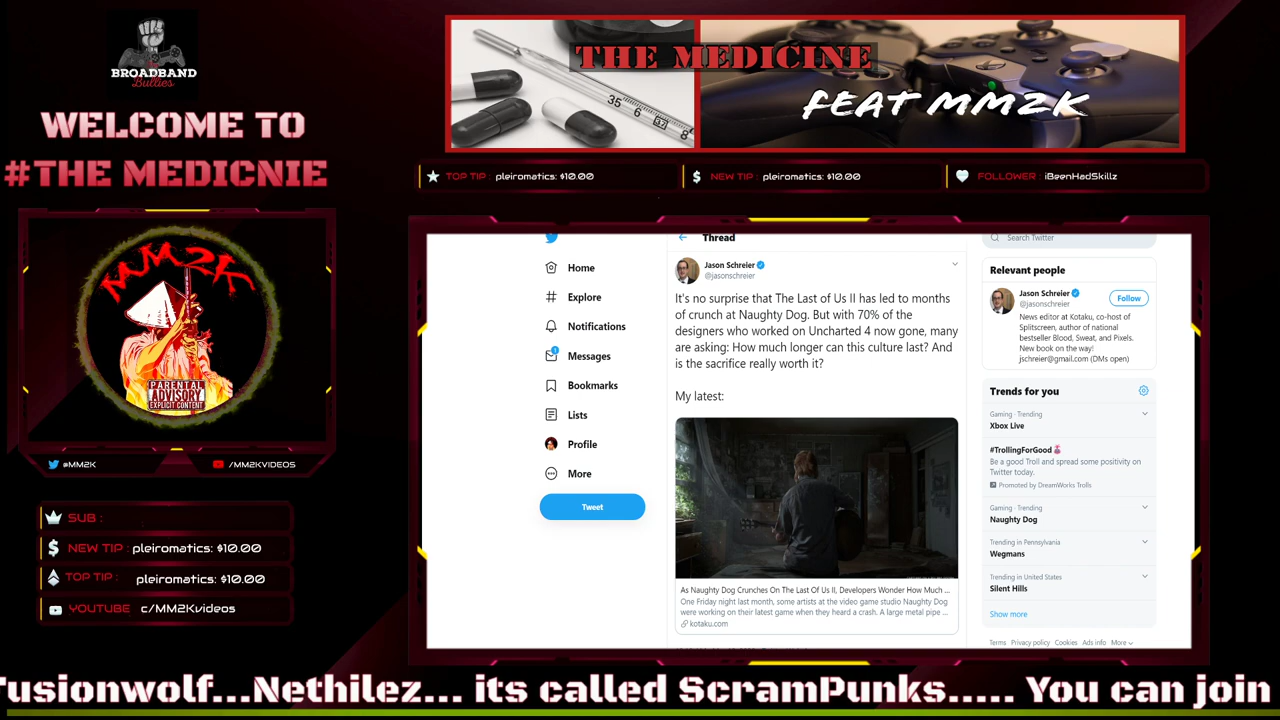 BROADBAND
Bullies
WELCOME TO
#THE MEDICNIE
THE MEDICINE
FEAT MM2K
35 6 37 8
TOP TIP : pleiromatics: $10.00
NEW TIP : pleiromatics: $10.00
FOLLOWER : iBeenHadSkillz
MM2K
PARENTAL
ADVISORY
EXPLICIT CONTENT
@MM2K
/MM2KVIDEOS
SUB :
NEW TIP : pleiromatics: $10.00
TOP TIP : pleiromatics: $10.00
YOUTUBE c/MM2Kvideos
Home
Explore
Notifications
1
Messages
Bookmarks
Lists
Profile
More
Tweet
Thread
Jason Schreier
@jasonschreier
It's no surprise that The Last of Us II has led to months
of crunch at Naughty Dog. But with 70% of the
designers who worked on Uncharted 4 now gone, many
are asking: How much longer can this culture last? And
is the sacrifice really worth it?
My latest:
As Naughty Dog Crunches On The Last Of Us II, Developers Wonder How Much ...
One Friday night last month, some artists at the video game studio Naughty Dog
were working on their latest game when they heard a crash. A large metal pipe ...
kotaku.com
Search Twitter
Relevant people
Jason Schreier
@jasonschreier
Follow
News editor at Kotaku, co-host of
Splitscreen, author of national
bestseller Blood, Sweat, and Pixels.
New book on the way!
jschreier@gmail.com (DMs open)
Trends for you
Gaming · Trending
Xbox Live
#TrollingForGood
Be a good Troll and spread some positivity on
Twitter today.
Promoted by DreamWorks Trolls
Gaming · Trending
Naughty Dog
Trending in Pennsylvania
Wegmans
Trending in United States
Silent Hills
Show more
Terms Privacy policy Cookies Ads info More
Fusionwolf...Nethilez... its called ScramPunks..... You can join